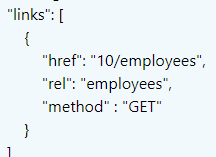 "links": [
{
"href": "10/employees",
"rel": "employees",
"method" : "GET"
}
]